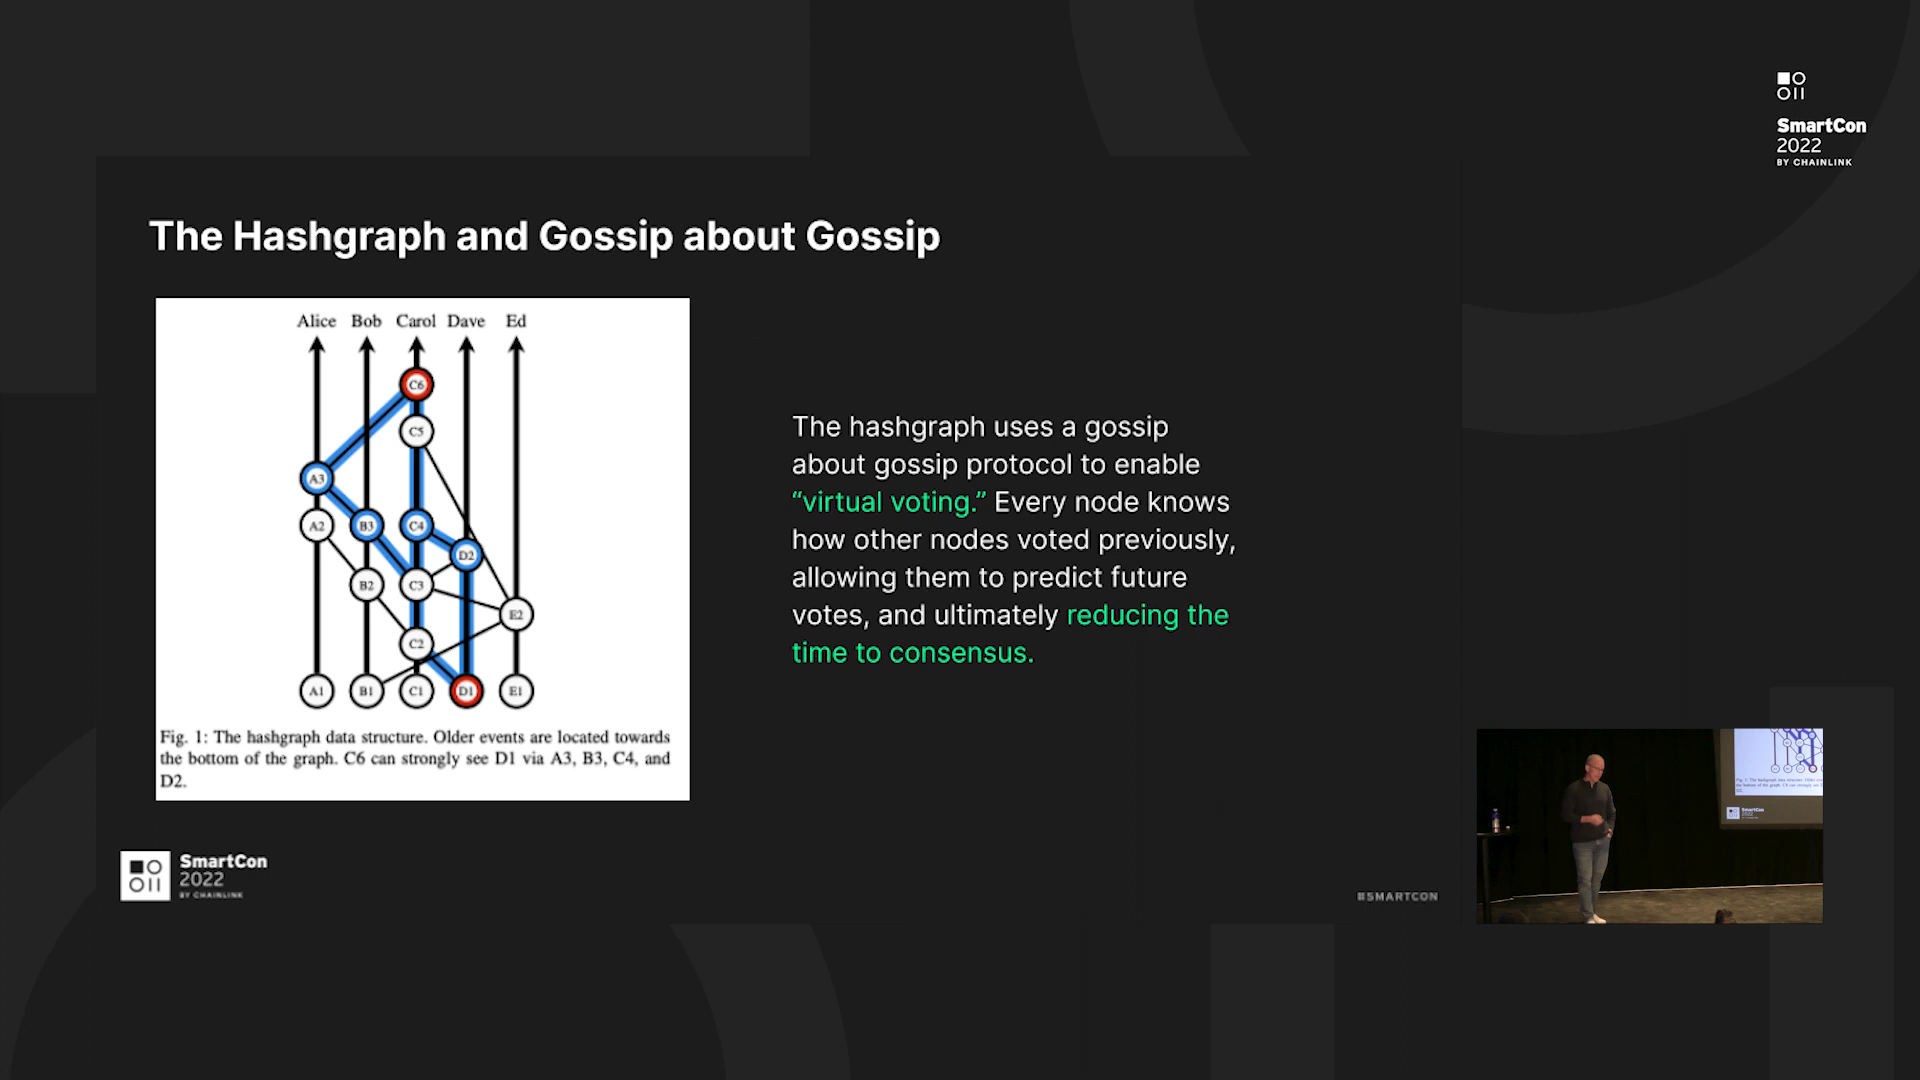 SmartCon
2022
BY CHAINLINK
The Hashgraph and Gossip about Gossip
Alice Bob Carol Dave Ed
C6
C5
A3
A2 B3 C4
D2
B2 C3
E2
C2
A1 B1 C1 D1 E1
Fig. 1: The hashgraph data structure. Older events are located towards
the bottom of the graph. C6 can strongly see D1 via A3, B3, C4, and
D2.
The hashgraph uses a gossip
about gossip protocol to enable
“virtual voting.” Every node knows
how other nodes voted previously,
allowing them to predict future
votes, and ultimately reducing the
time to consensus.
SmartCon
2022
BY CHAINLINK
#SMARTCON